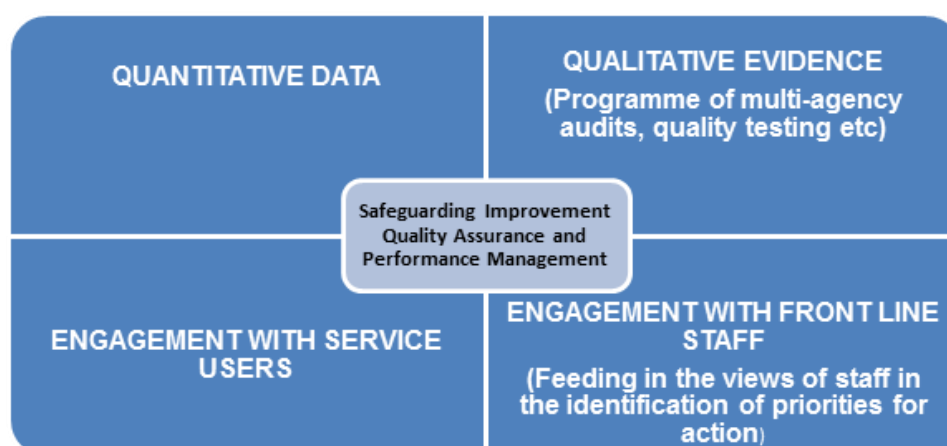 QUANTITATIVE DATA
QUALITATIVE EVIDENCE
(Programme of multi-agency
audits, quality testing etc)
Safeguarding Improvement
Quality Assurance and
Performance Management
ENGAGEMENT WITH SERVICE
USERS
ENGAGEMENT WITH FRONT LINE
STAFF
(Feeding in the views of staff in
the identification of priorities for
action)